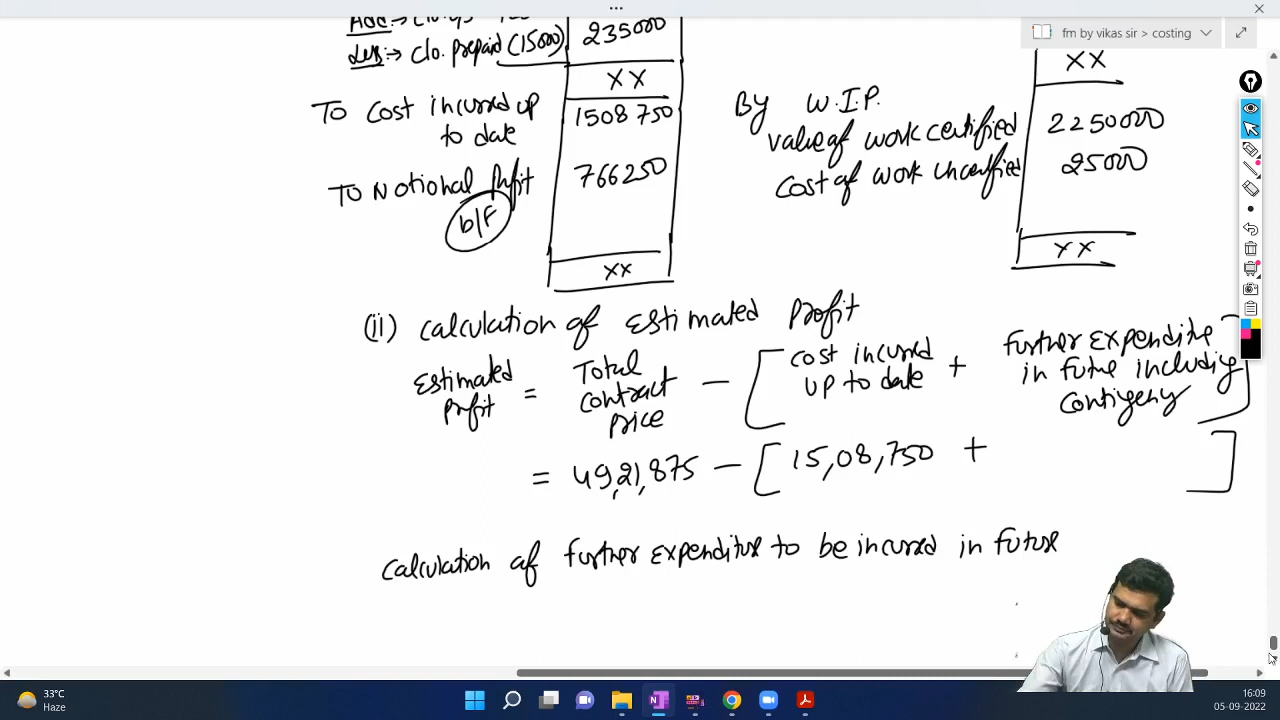 fm by vikas sir > costing
Add:→
Less:→ Clo. prepaid (15000) 235000
XX
XX
To Cost incurred up to date 1508750
By W.I.P.
value of work certified 2250000
Cost of work uncertified 25000
To Notional Profit 766250
b/F
XX
XX
(ii) calculation of Estimated Profit
Estimated Profit = Total contract price — [cost incurred up to date + further expenditure in future including contigency]
= 49,21,875 — [15,08,750 + ]
calculation of further expenditure to be incurred in future
33°C
Haze
16:09
05-09-2022